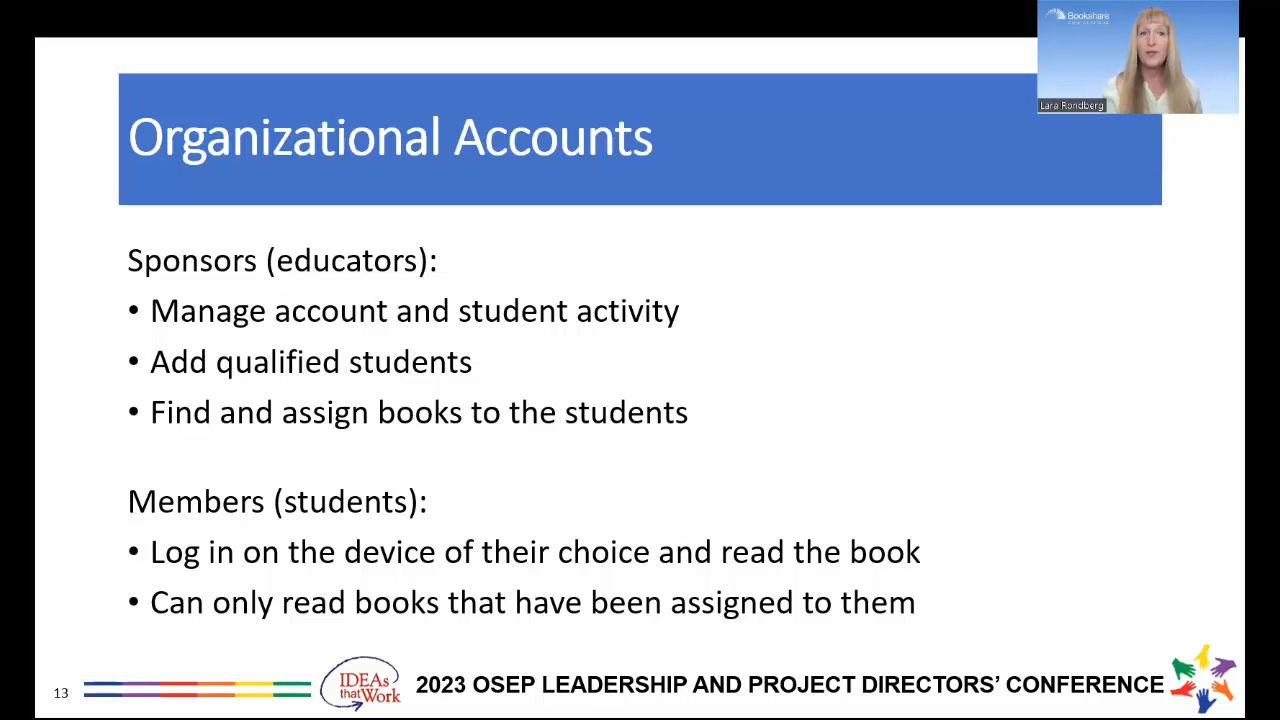 Bookshare
Lara Rondberg
Organizational Accounts
Sponsors (educators):
• Manage account and student activity
• Add qualified students
• Find and assign books to the students
Members (students):
• Log in on the device of their choice and read the book
• Can only read books that have been assigned to them
13
IDEAs
that Work
2023 OSEP LEADERSHIP AND PROJECT DIRECTORS’ CONFERENCE